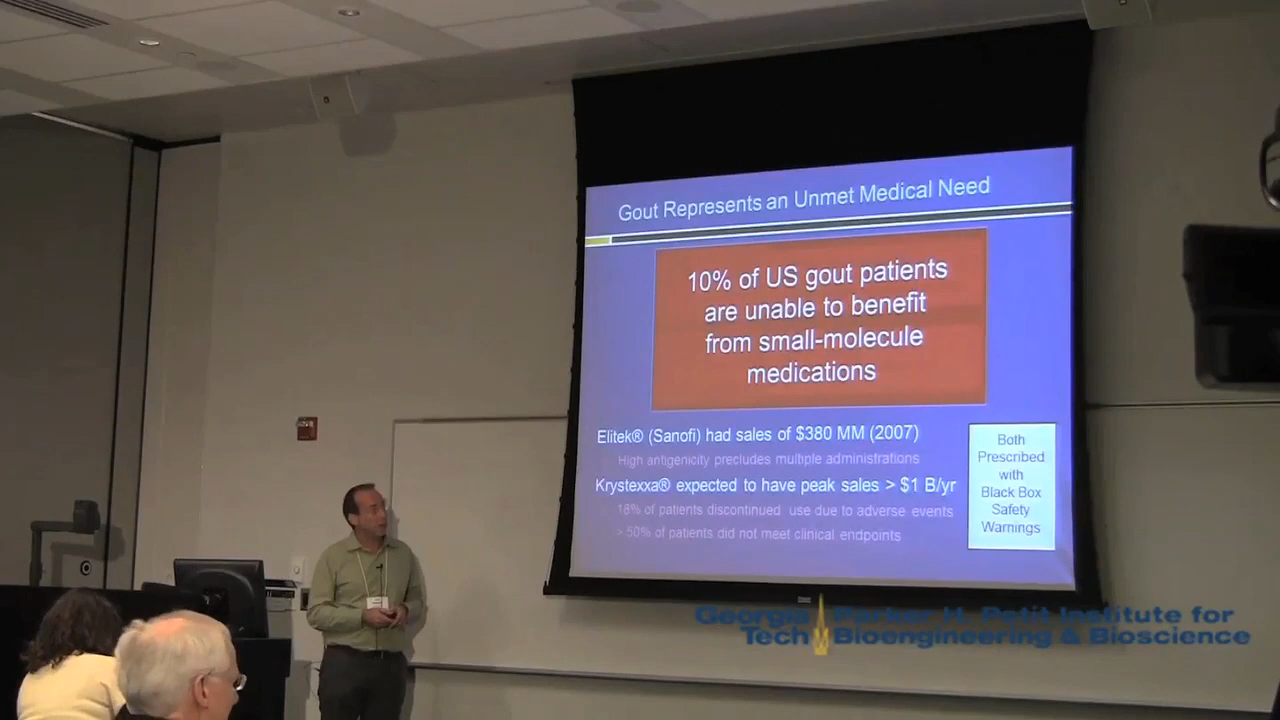 Gout Represents an Unmet Medical Need
10% of US gout patients
are unable to benefit
from small-molecule
medications
Elitek® (Sanofi) had sales of $380 MM (2007)
High antigenicity precludes multiple administrations
Krystexxa® expected to have peak sales > $1 B/yr
18% of patients discontinued use due to adverse events
> 50% of patients did not meet clinical endpoints
Both
Prescribed
with
Black Box
Safety
Warnings
Georgia Tech
Parker H. Petit Institute for
Bioengineering & Bioscience